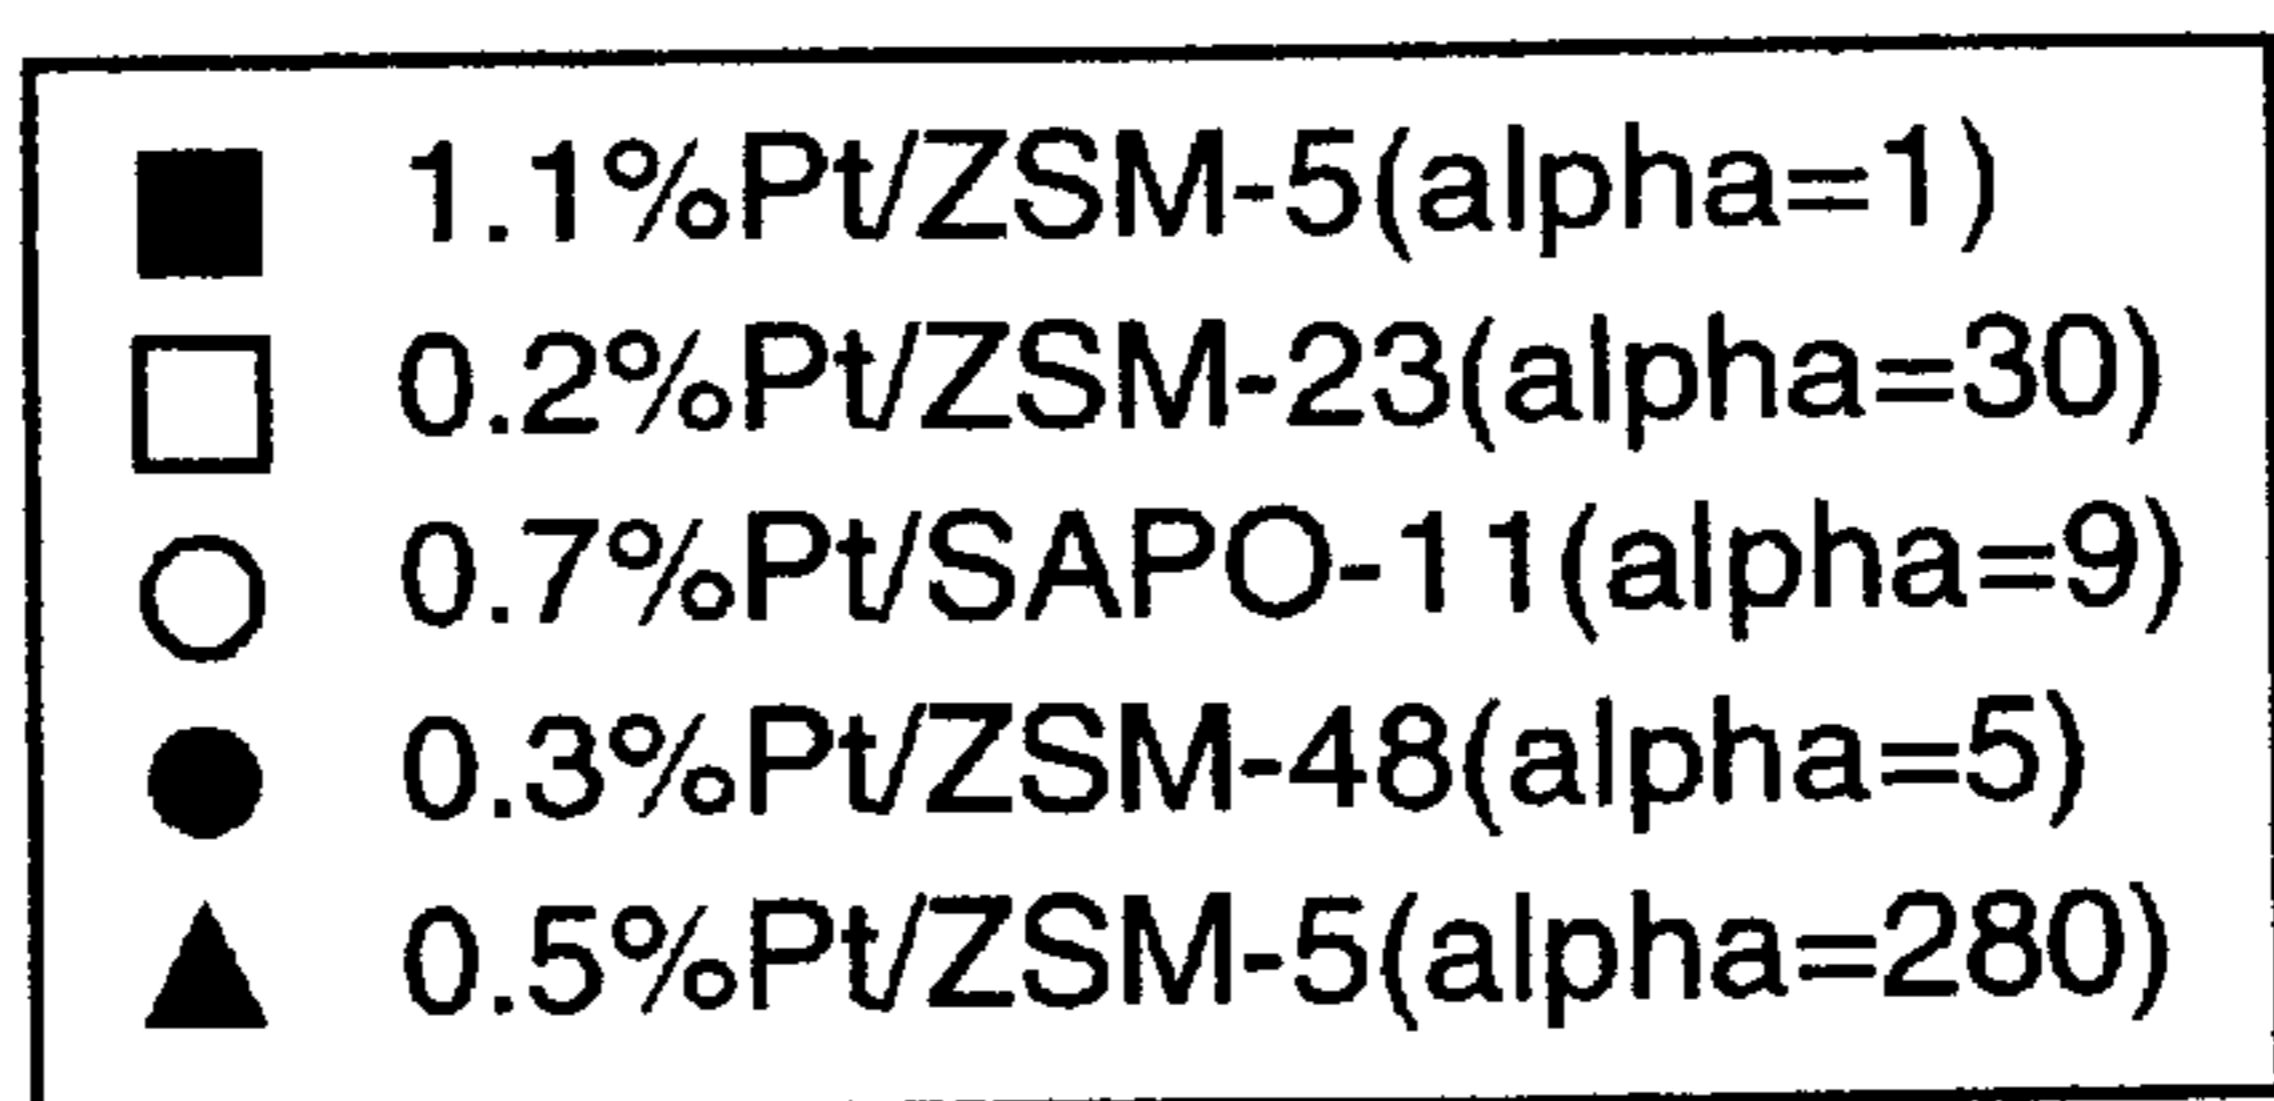 1.1%Pt/ZSM-5(alpha=1)
0.2%Pt/ZSM-23(alpha=30)
0.7%Pt/SAPO-11(alpha=9)
0.3%Pt/ZSM-48(alpha=5)
0.5%Pt/ZSM-5(alpha=280)